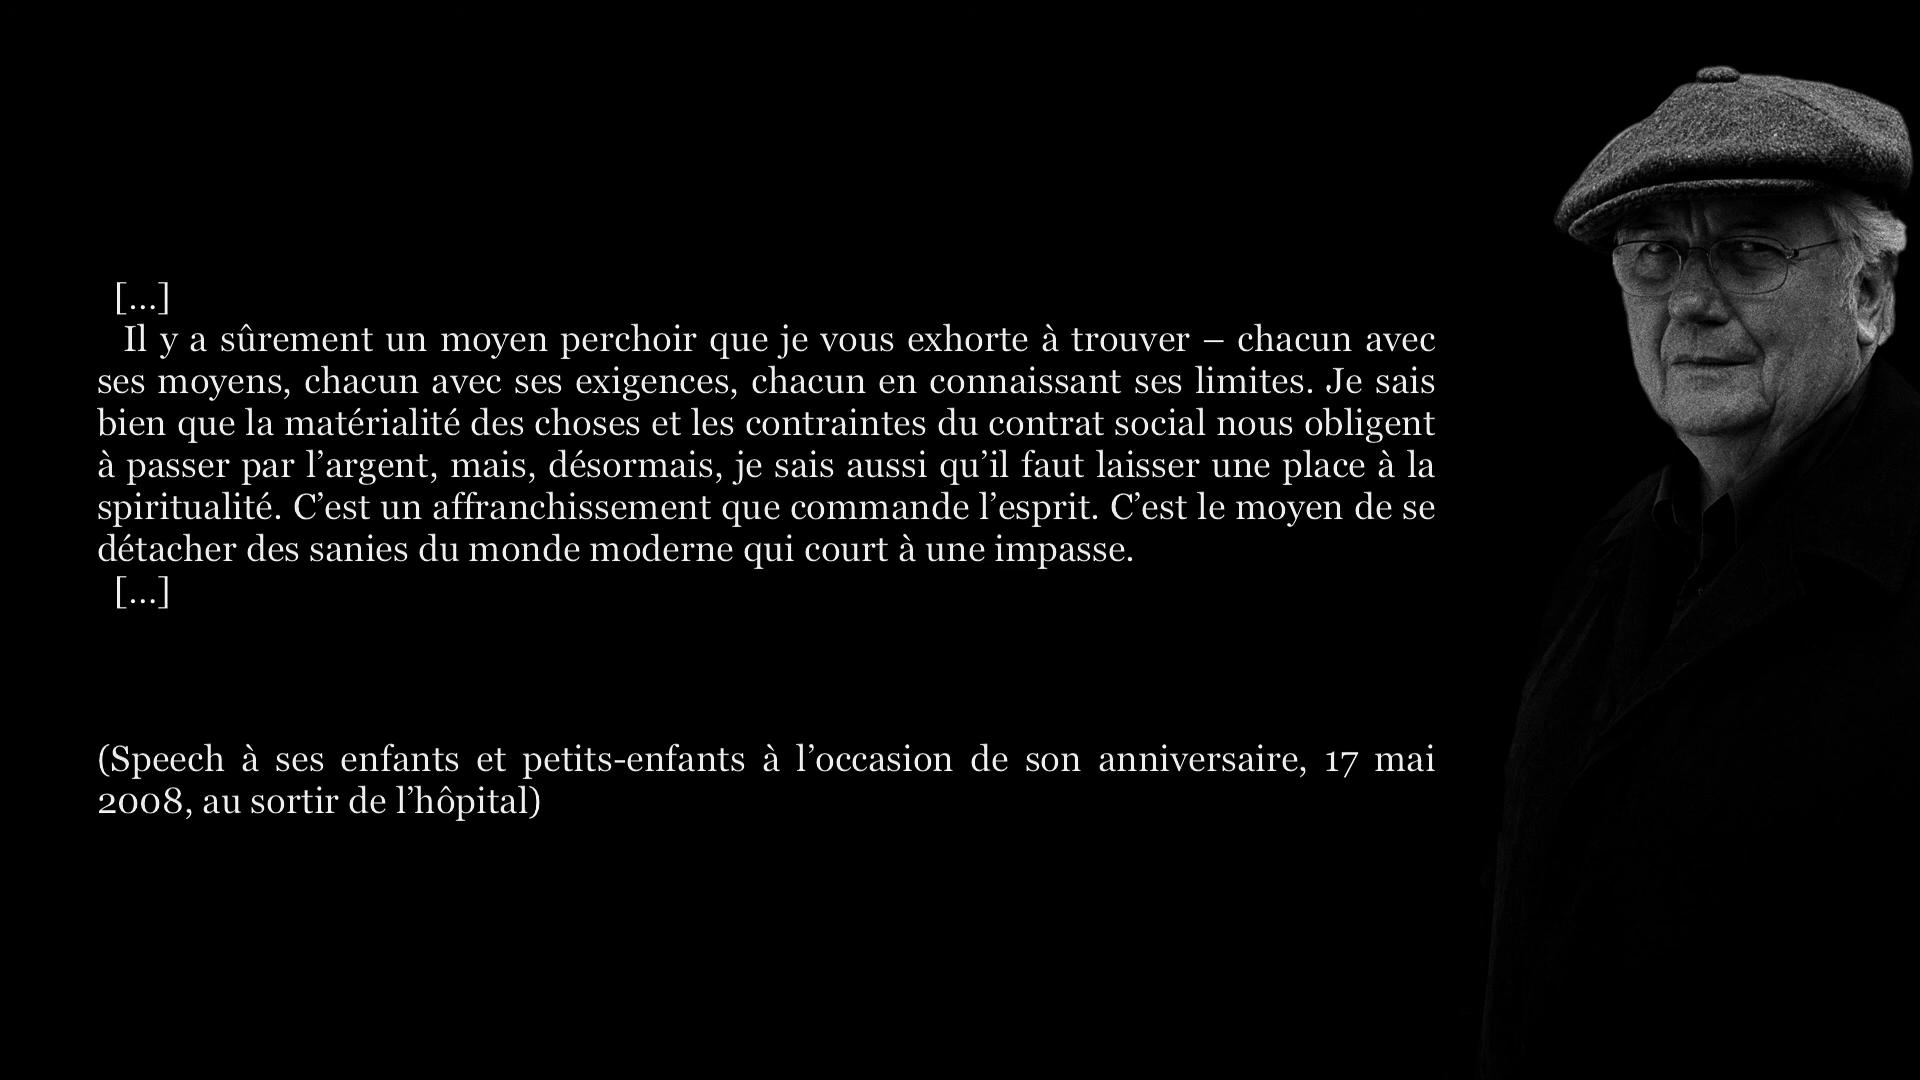 […]
Il y a sûrement un moyen perchoir que je vous exhorte à trouver – chacun avec
ses moyens, chacun avec ses exigences, chacun en connaissant ses limites. Je sais
bien que la matérialité des choses et les contraintes du contrat social nous obligent
à passer par l’argent, mais, désormais, je sais aussi qu’il faut laisser une place à la
spiritualité. C’est un affranchissement que commande l’esprit. C’est le moyen de se
détacher des sanies du monde moderne qui court à une impasse.
[…]
(Speech à ses enfants et petits-enfants à l’occasion de son anniversaire, 17 mai
2008, au sortir de l’hôpital)